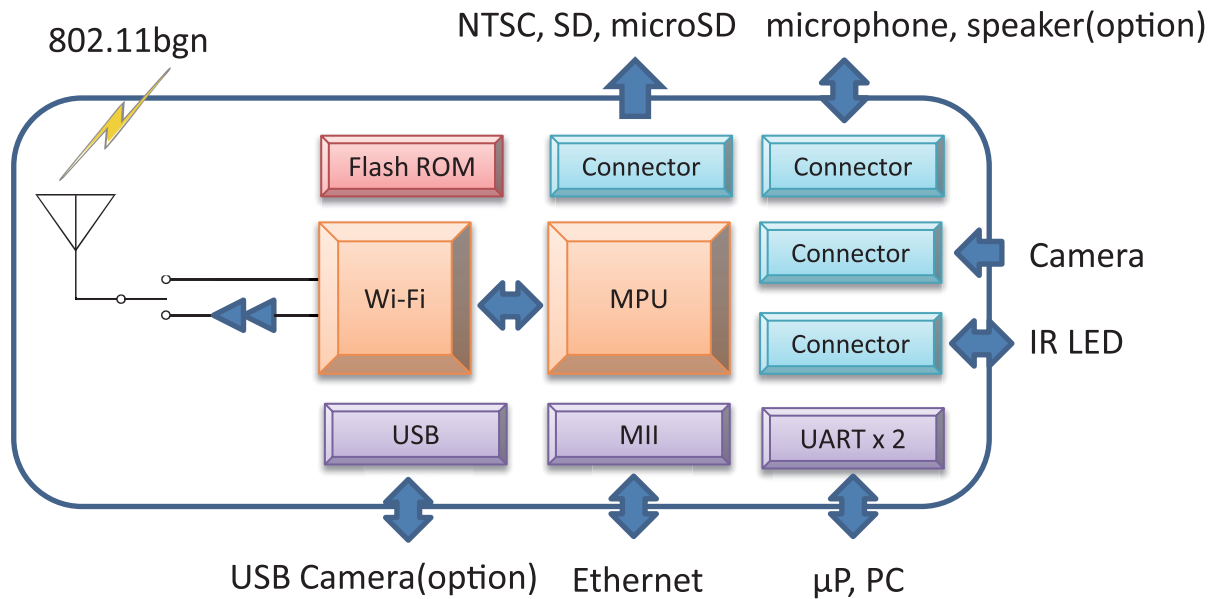 802.11bgn
NTSC, SD, microSD
microphone, speaker(option)
Flash ROM
Connector
Connector
Wi-Fi
MPU
Connector
Camera
Connector
IR LED
USB
MII
UART x 2
USB Camera(option)
Ethernet
µP, PC